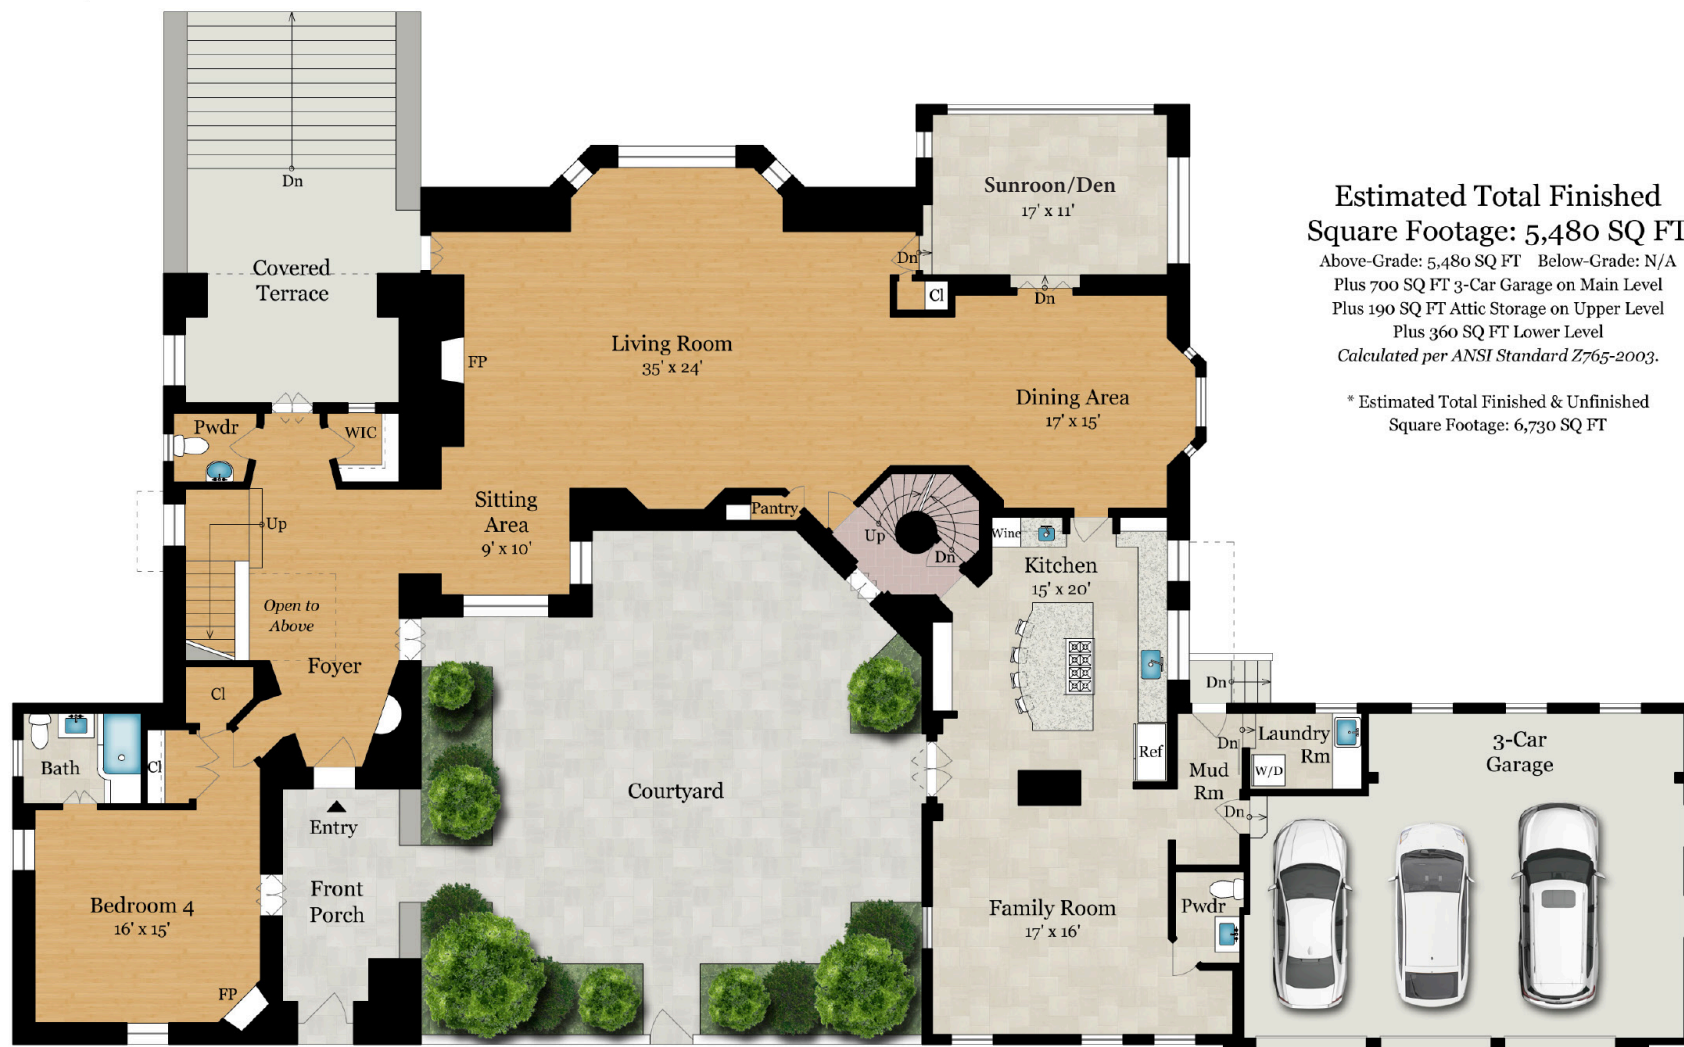 Dn
Covered
Terrace
Sunroon/Den
17' x 11'
Dn
Cl
Dn
Estimated Total Finished
Square Footage: 5,480 SQ FT
Above-Grade: 5,480 SQ FT Below-Grade: N/A
Plus 700 SQ FT 3-Car Garage on Main Level
Plus 190 SQ FT Attic Storage on Upper Level
Plus 360 SQ FT Lower Level
Calculated per ANSI Standard Z765-2003.
* Estimated Total Finished & Unfinished
Square Footage: 6,730 SQ FT
Living Room
35' x 24'
FP
Dining Area
17' x 15'
Pwdr
WIC
Sitting
Area
9' x 10'
Pantry
Up
Up
Dn
Wine
Kitchen
15' x 20'
Open to
Above
Foyer
Cl
Dn
Ref
Bath
Cl
Mud
Rm
Dn
Laundry
Rm
W/D
Dn
3-Car
Garage
Courtyard
Entry
Front
Porch
Bedroom 4
16' x 15'
FP
Family Room
17' x 16'
Pwdr